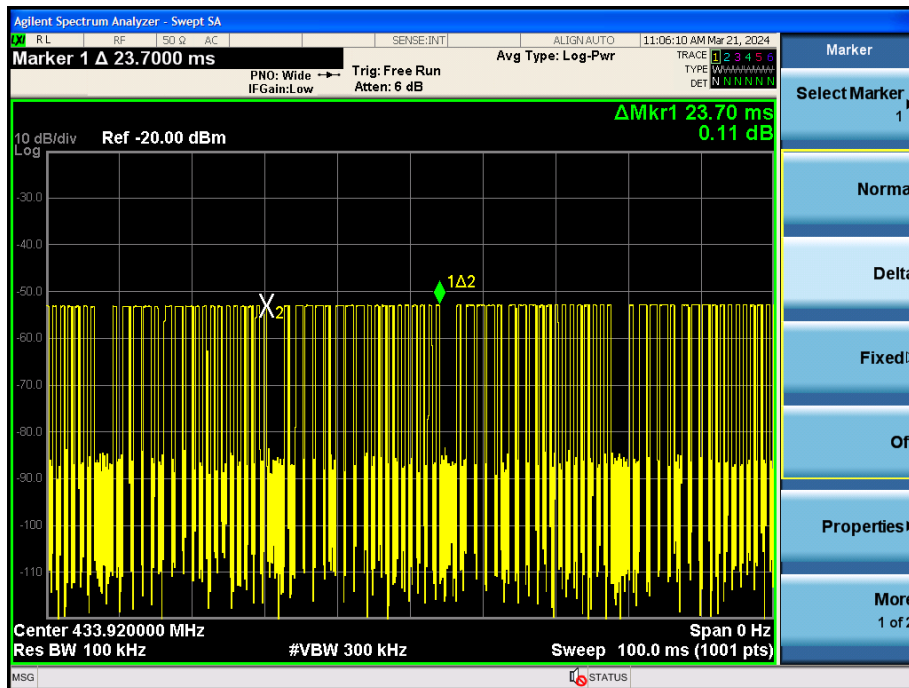 Agilent Spectrum Analyzer - Swept SA
LXI RL RF 50 Ω AC SENSE:INT ALIGN AUTO 11:06:10 AM Mar 21, 2024
Marker 1 Δ 23.7000 ms
PNO: Wide
IFGain:Low
Trig: Free Run
Atten: 6 dB
Avg Type: Log-Pwr
TRACE 1 2 3 4 5 6
TYPE W
DET N N N N N N
ΔMkr1 23.70 ms
0.11 dB
10 dB/div Ref -20.00 dBm
Log
-30.0
-40.0
-50.0
-60.0
-70.0
-80.0
-90.0
-100
-110
1Δ2
2
Center 433.920000 MHz Span 0 Hz
Res BW 100 kHz #VBW 300 kHz Sweep 100.0 ms (1001 pts)
MSG STATUS
Marker
Select Marker
1
Norma
Delta
Fixed
Of
Properties
More
1 of 2